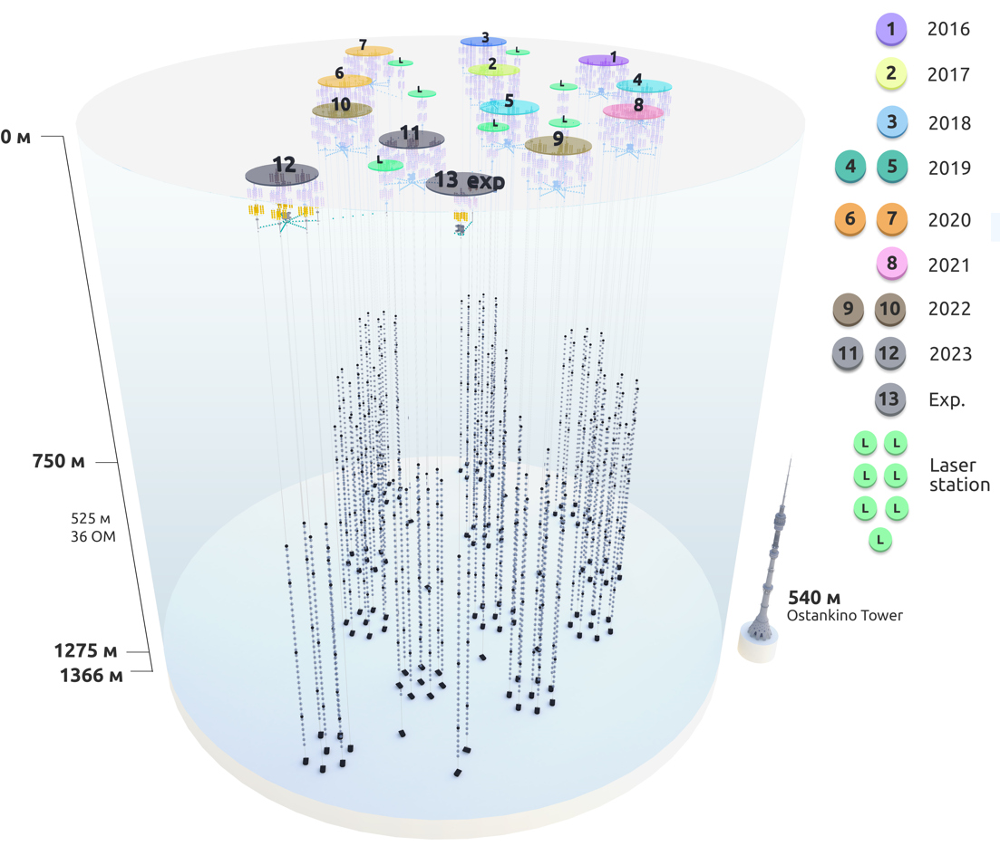 7
3
1
6
2
4
10
5
8
11
9
12
13 exp
L
L
L
L
L
L
L
0 м
750 м
525 м
36 ОМ
1275 м
1366 м
1 2016
2 2017
3 2018
4 5 2019
6 7 2020
8 2021
9 10 2022
11 12 2023
13 Exp.
L L
L L
L L
L
Laser
station
540 м
Ostankino Tower